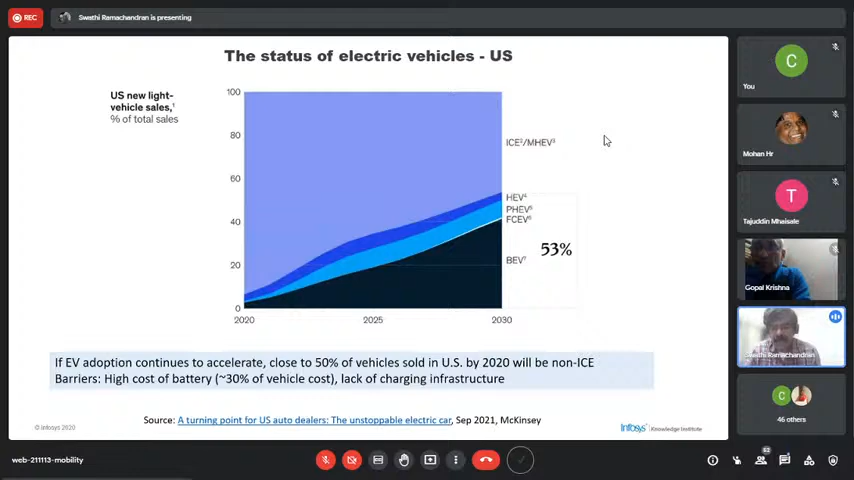 REC
Swathi Ramachandran is presenting
The status of electric vehicles - US
US new light-
vehicle sales,¹
% of total sales
100
80
60
40
20
0
2020
2025
2030
ICE²/MHEV³
HEV⁴
PHEV⁵
FCEV⁶
BEV⁷
53%
If EV adoption continues to accelerate, close to 50% of vehicles sold in U.S. by 2020 will be non-ICE
Barriers: High cost of battery (~30% of vehicle cost), lack of charging infrastructure
Source: A turning point for US auto dealers: The unstoppable electric car, Sep 2021, McKinsey
© Infosys 2020
Infosys | Knowledge Institute
C
You
Mohan Hr
T
Tajuddin Mhaisale
Gopal Krishna
Swathi Ramachandran
C
46 others
web-211113-mobility